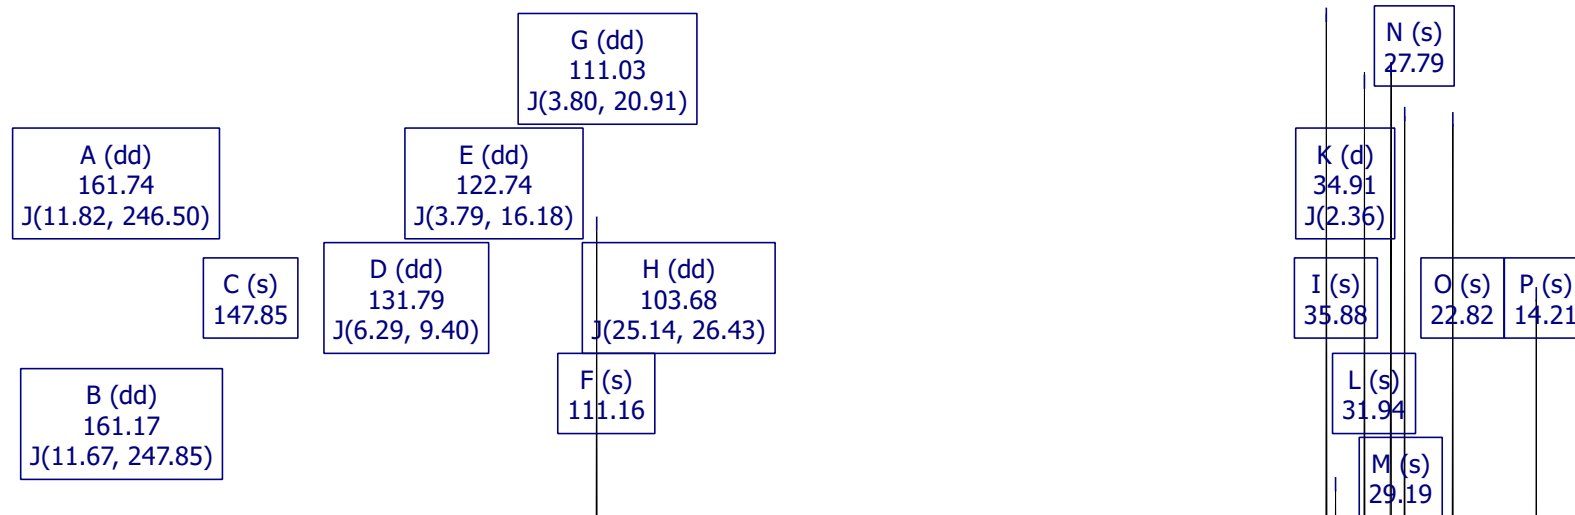 A (dd)
161.74
J(11.82, 246.50)
B (dd)
161.17
J(11.67, 247.85)
C (s)
147.85
D (dd)
131.79
J(6.29, 9.40)
E (dd)
122.74
J(3.79, 16.18)
F (s)
111.16
G (dd)
111.03
J(3.80, 20.91)
H (dd)
103.68
J(25.14, 26.43)
I (s)
35.88
K (d)
34.91
J(2.36)
L (s)
31.94
M (s)
29.19
N (s)
27.79
O (s)
22.82
P (s)
14.21